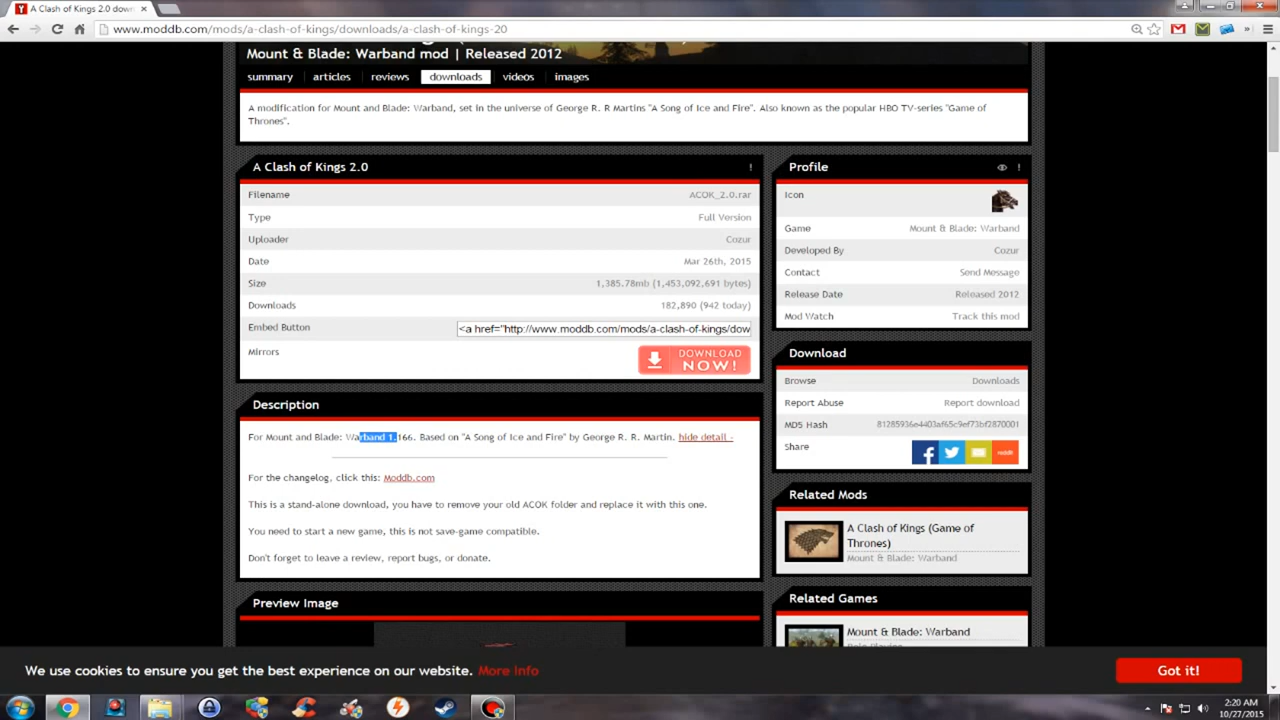 A Clash of Kings 2.0 down
www.moddb.com/mods/a-clash-of-kings/downloads/a-clash-of-kings-20
Mount & Blade: Warband mod | Released 2012
summary articles reviews downloads videos images
A modification for Mount and Blade: Warband, set in the universe of George R. R Martins "A Song of Ice and Fire". Also known as the popular HBO TV-series "Game of
Thrones".
A Clash of Kings 2.0 !
Filename ACOK_2.0.rar
Type Full Version
Uploader Cozur
Date Mar 26th, 2015
Size 1,385.78mb (1,453,092,691 bytes)
Downloads 182,890 (942 today)
Embed Button <a href="http://www.moddb.com/mods/a-clash-of-kings/dow
Mirrors DOWNLOAD
NOW!
Description
For Mount and Blade: Warband 1.166. Based on "A Song of Ice and Fire" by George R. R. Martin. hide detail -
For the changelog, click this: Moddb.com
This is a stand-alone download, you have to remove your old ACOK folder and replace it with this one.
You need to start a new game, this is not save-game compatible.
Don't forget to leave a review, report bugs, or donate.
Preview Image
Profile !
Icon
Game Mount & Blade: Warband
Developed By Cozur
Contact Send Message
Release Date Released 2012
Mod Watch Track this mod
Download
Browse Downloads
Report Abuse Report download
MD5 Hash 81285936e4403af65c9ef73bf2870001
Share reddit
Related Mods
A Clash of Kings (Game of
Thrones)
Mount & Blade: Warband
Related Games
Mount & Blade: Warband
We use cookies to ensure you get the best experience on our website. More Info Got it!
2:20 AM
10/27/2015